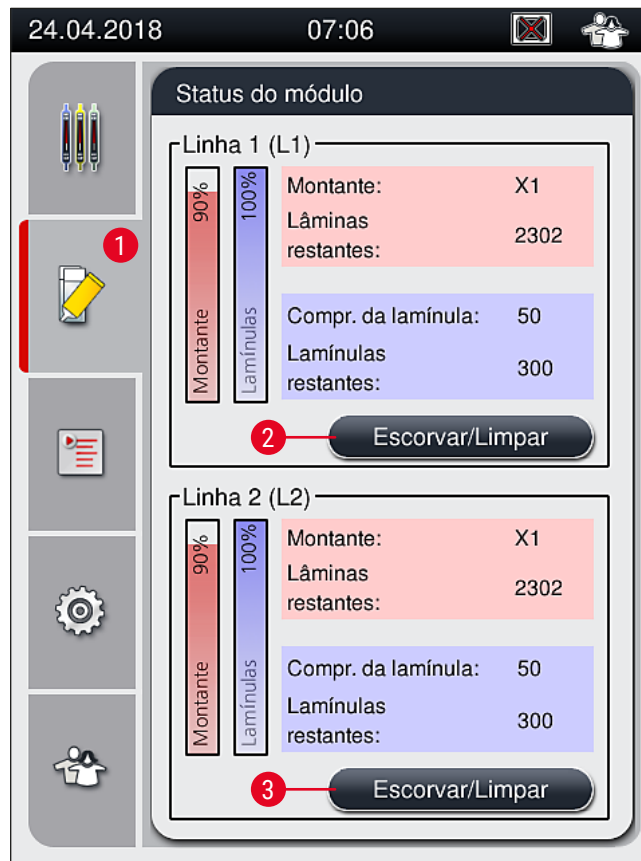 24.04.2018 07:06
Status do módulo
1
Linha 1 (L1)
90%
Montante
100%
Lamínulas
Montante: X1
Lâminas
restantes: 2302
Compr. da lamínula: 50
Lamínulas
restantes: 300
2
Escorvar/Limpar
Linha 2 (L2)
90%
Montante
100%
Lamínulas
Montante: X1
Lâminas
restantes: 2302
Compr. da lamínula: 50
Lamínulas
restantes: 300
3
Escorvar/Limpar